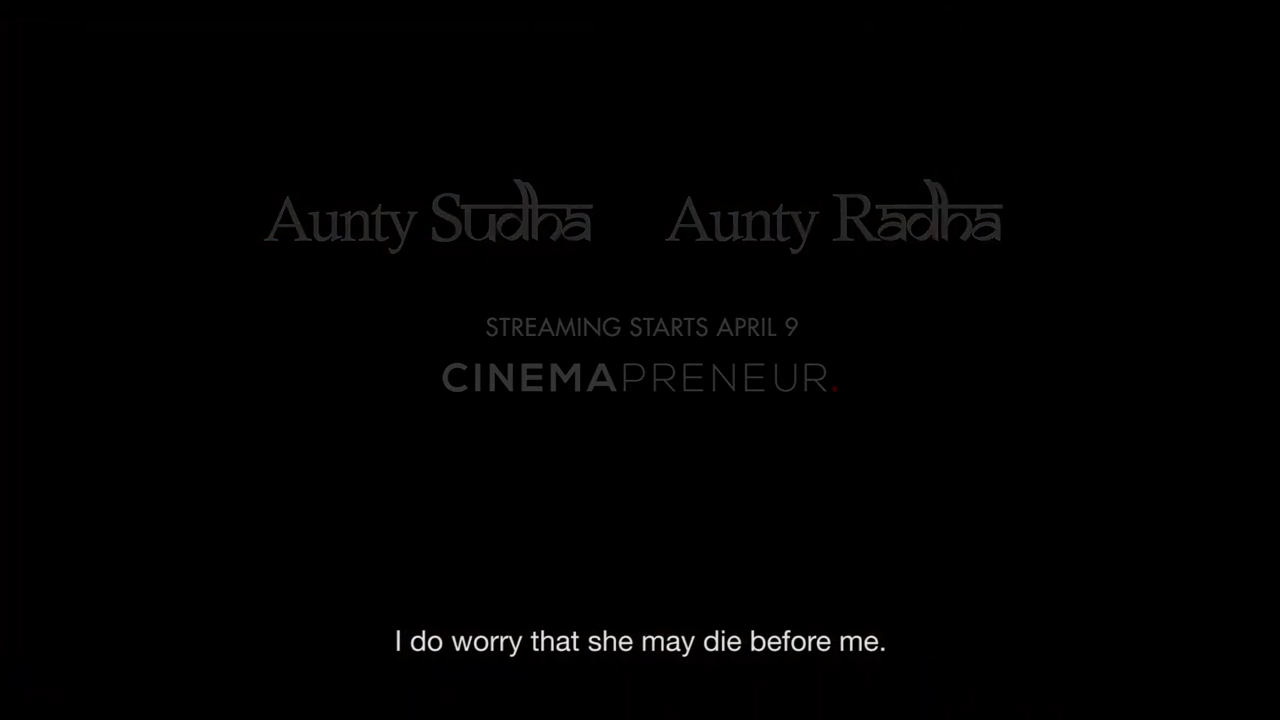 Aunty Sudha Aunty Radha
STREAMING STARTS APRIL 9
CINEMAPRENEUR.
I do worry that she may die before me.